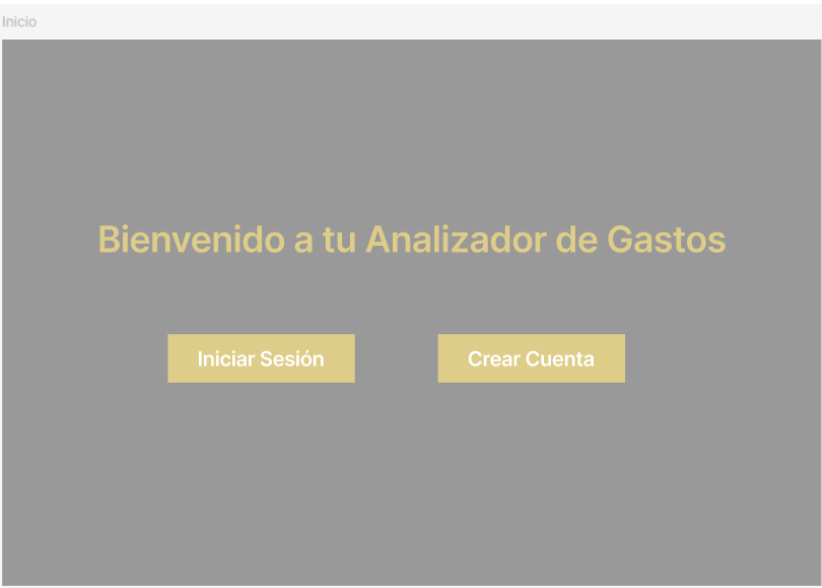 Inicio
Bienvenido a tu Analizador de Gastos
Iniciar Sesión
Crear Cuenta